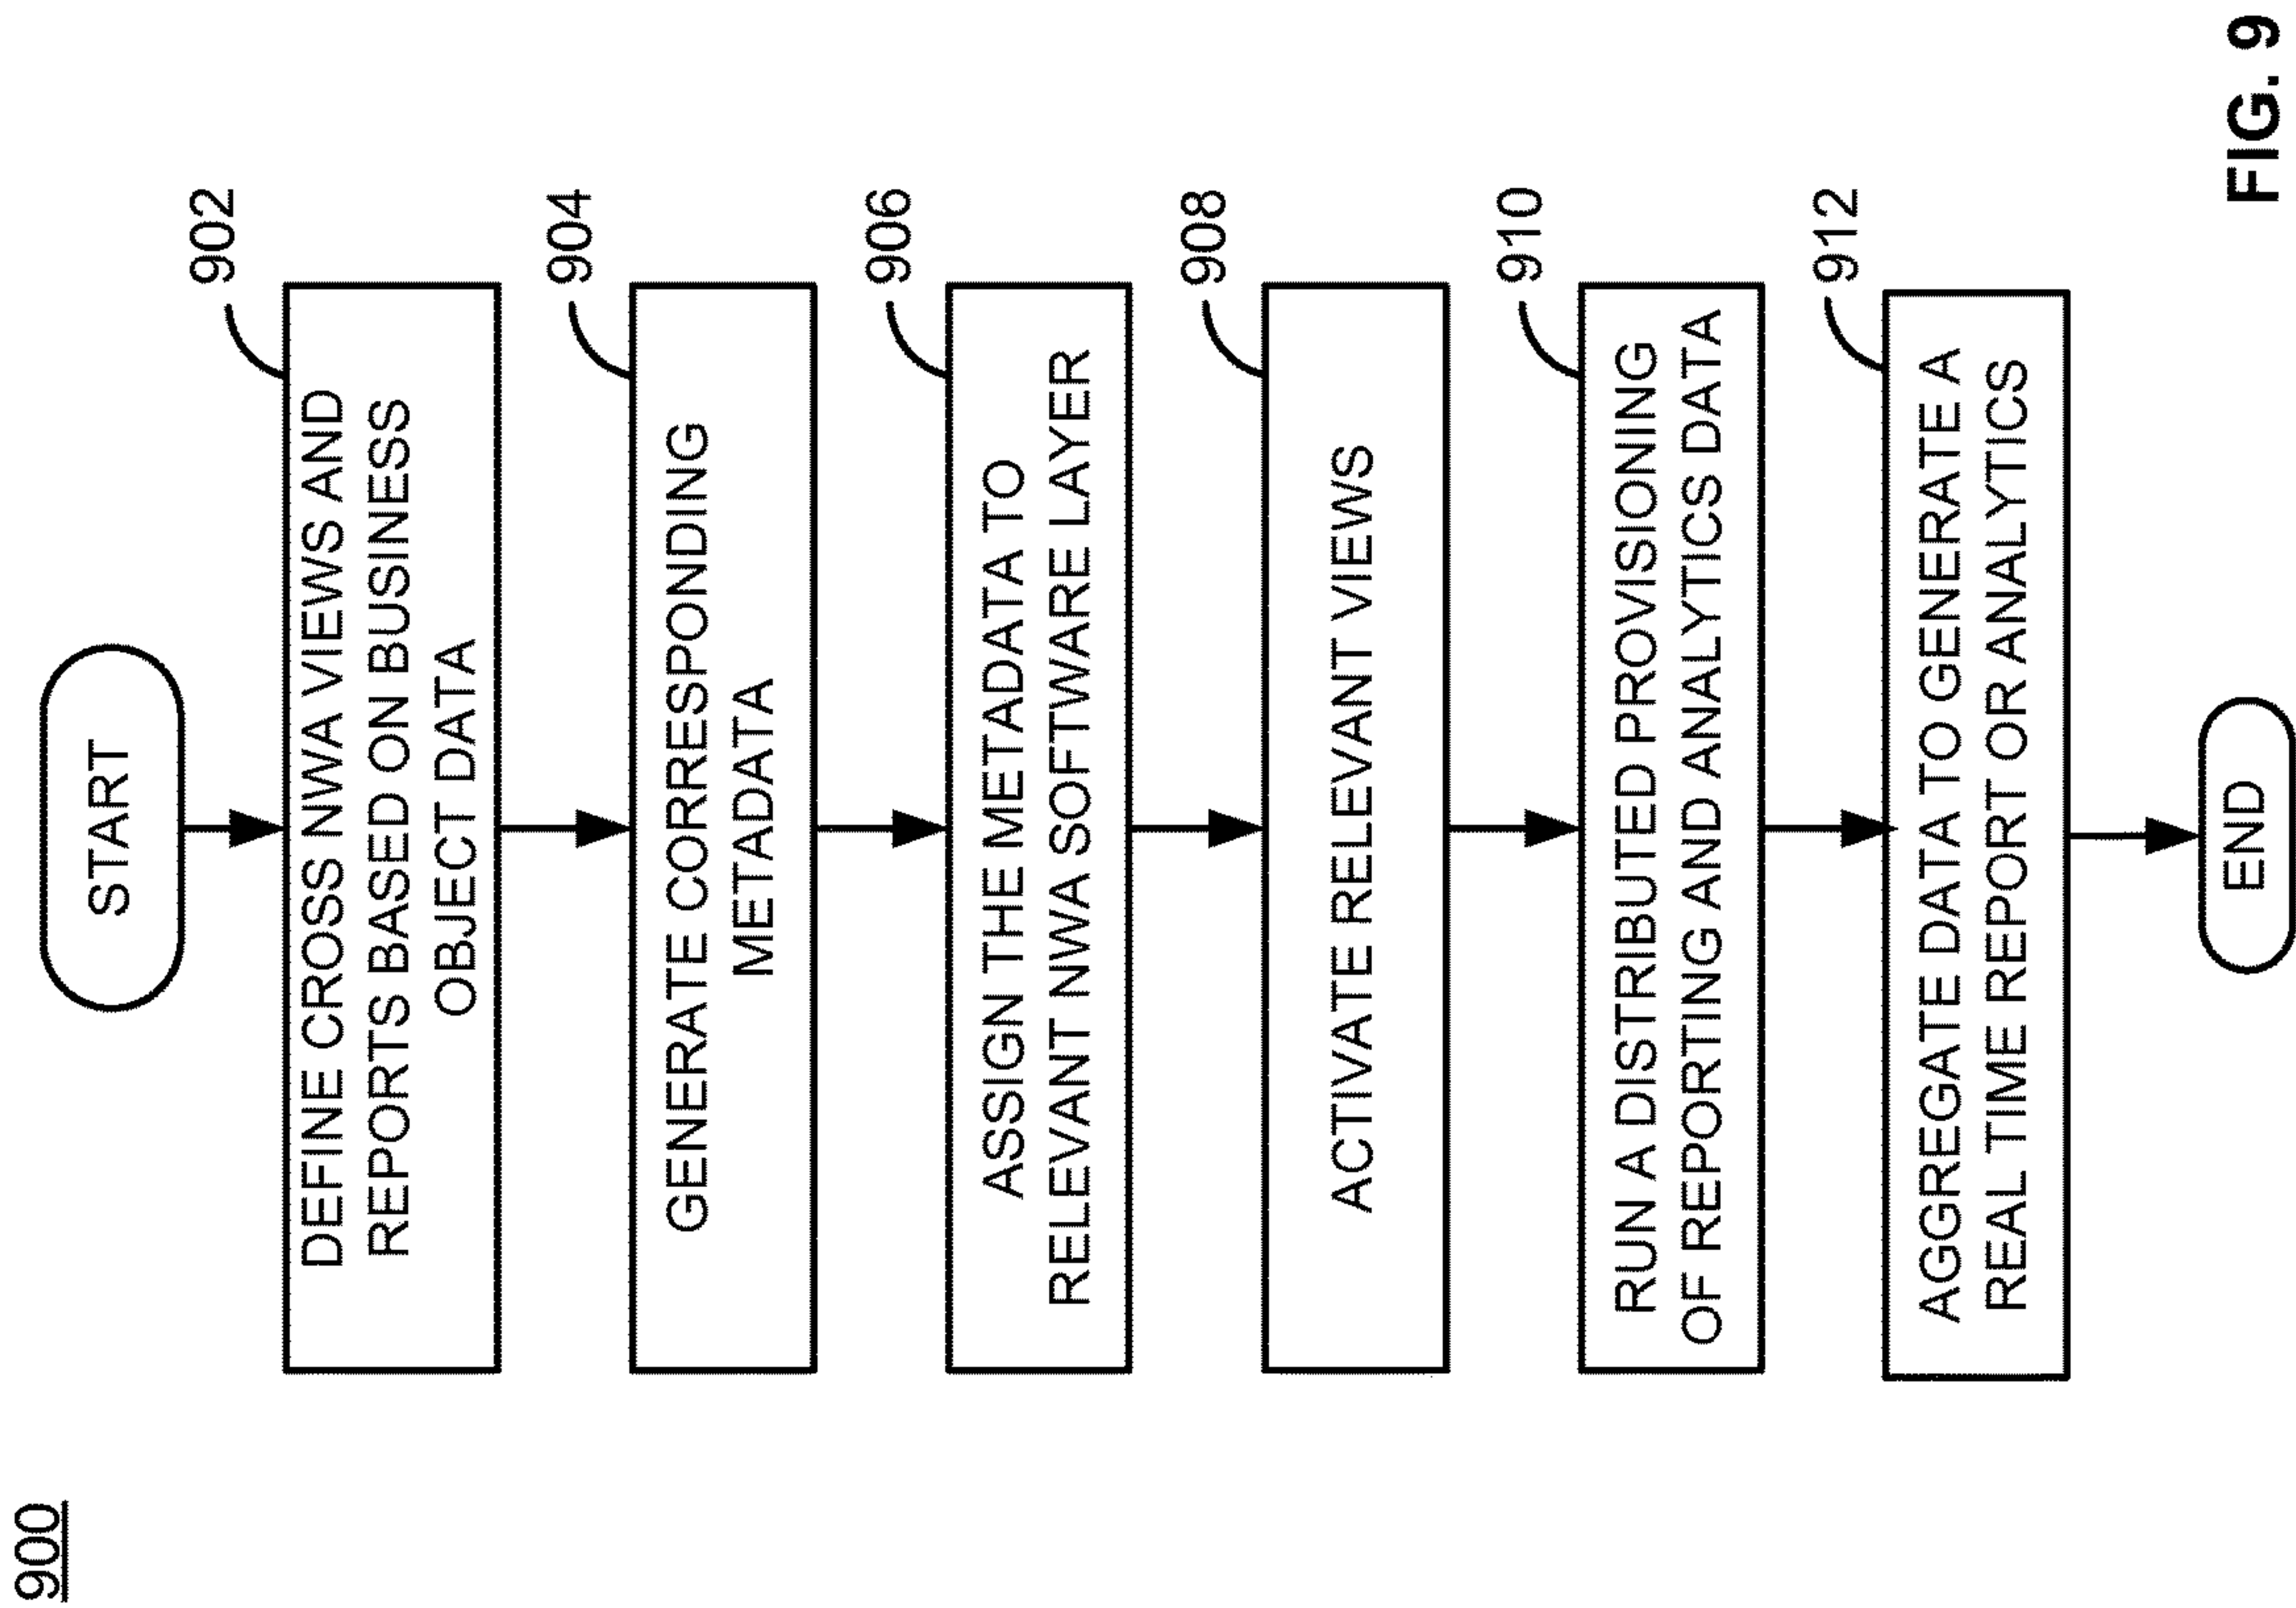 900
START
902
DEFINE CROSS NWA VIEWS AND
REPORTS BASED ON BUSINESS
OBJECT DATA
904
GENERATE CORRESPONDING
METADATA
906
ASSIGN THE METADATA TO
RELEVANT NWA SOFTWARE LAYER
908
ACTIVATE RELEVANT VIEWS
910
RUN A DISTRIBUTED PROVISIONING
OF REPORTING AND ANALYTICS DATA
912
AGGREGATE DATA TO GENERATE A
REAL TIME REPORT OR ANALYTICS
END
FIG. 9